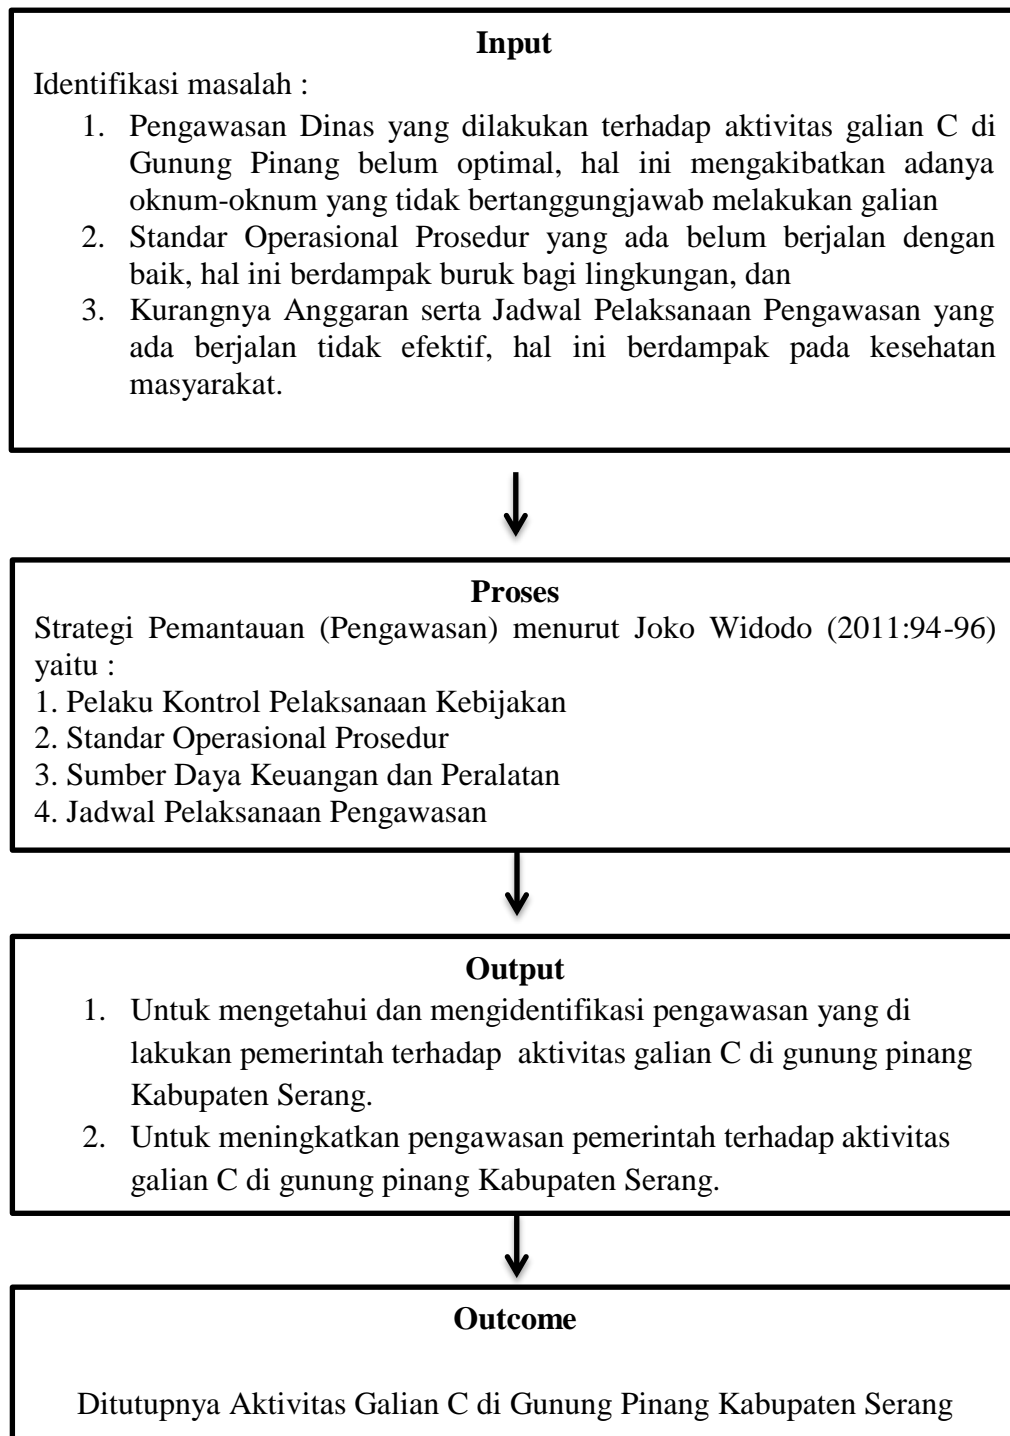 Input
Identifikasi masalah :
1. Pengawasan Dinas yang dilakukan terhadap aktivitas galian C di
Gunung Pinang belum optimal, hal ini mengakibatkan adanya
oknum-oknum yang tidak bertanggungjawab melakukan galian
2. Standar Operasional Prosedur yang ada belum berjalan dengan
baik, hal ini berdampak buruk bagi lingkungan, dan
3. Kurangnya Anggaran serta Jadwal Pelaksanaan Pengawasan yang
ada berjalan tidak efektif, hal ini berdampak pada kesehatan
masyarakat.
Proses
Strategi Pemantauan (Pengawasan) menurut Joko Widodo (2011:94-96)
yaitu :
1. Pelaku Kontrol Pelaksanaan Kebijakan
2. Standar Operasional Prosedur
3. Sumber Daya Keuangan dan Peralatan
4. Jadwal Pelaksanaan Pengawasan
Output
1. Untuk mengetahui dan mengidentifikasi pengawasan yang di
lakukan pemerintah terhadap aktivitas galian C di gunung pinang
Kabupaten Serang.
2. Untuk meningkatkan pengawasan pemerintah terhadap aktivitas
galian C di gunung pinang Kabupaten Serang.
Outcome
Ditutupnya Aktivitas Galian C di Gunung Pinang Kabupaten Serang